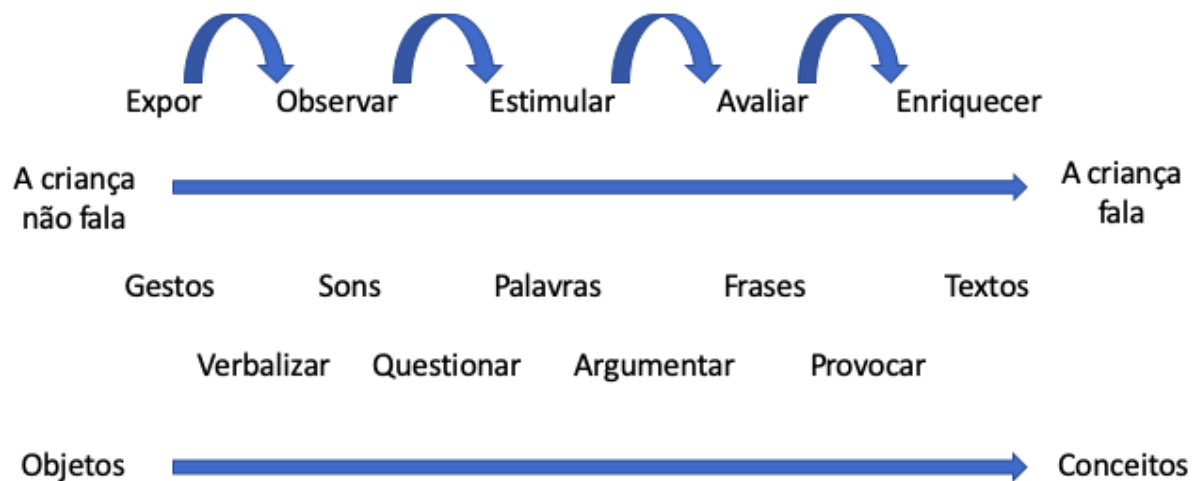 Expor Observar Estimular Avaliar Enriquecer
A criança
não fala
A criança
fala
Gestos Sons Palavras Frases Textos
Verbalizar Questionar Argumentar Provocar
Objetos Conceitos